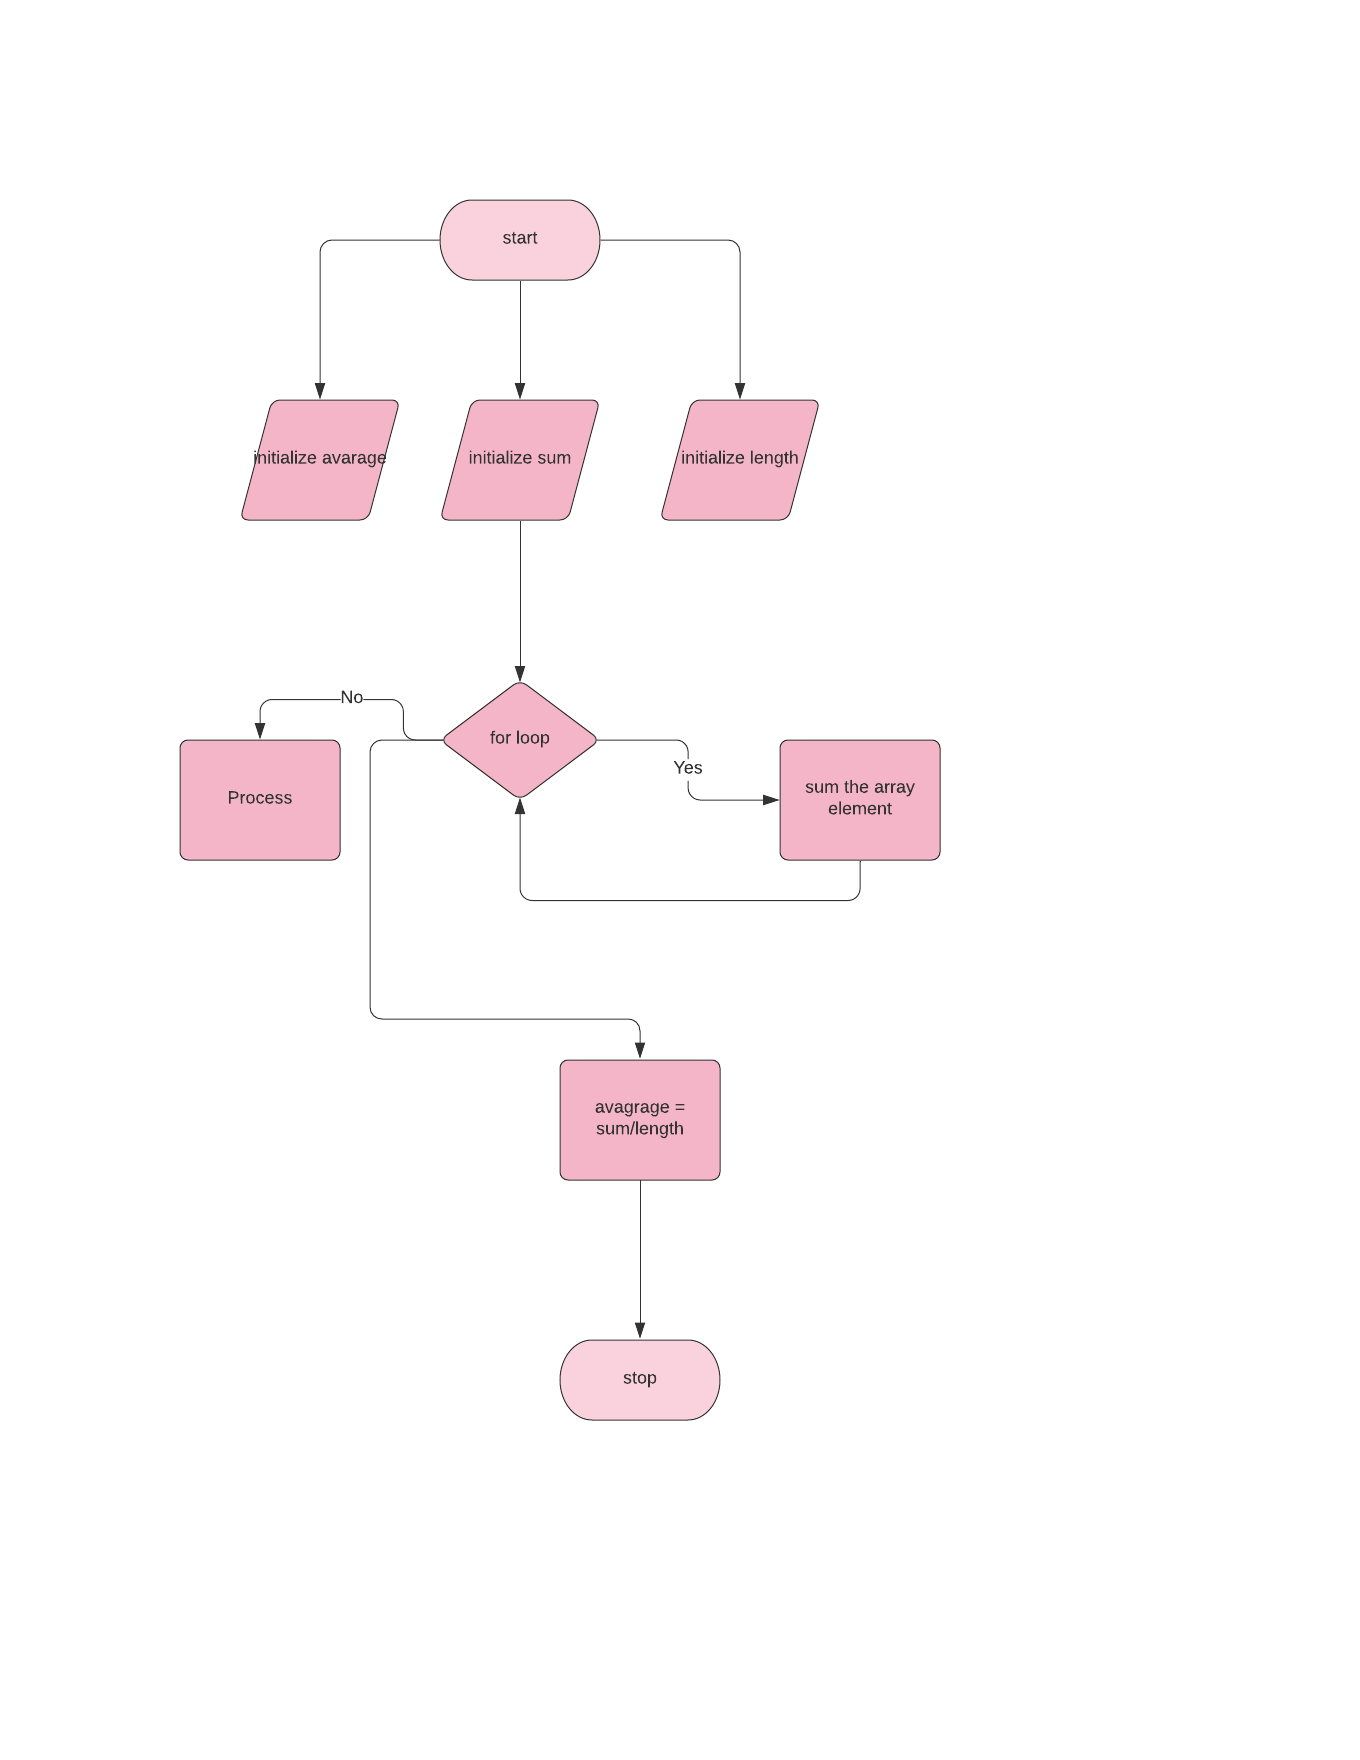 start
initialize avarage
initialize sum
initialize length
No
for loop
Yes
Process
sum the array
element
avagrage =
sum/length
stop